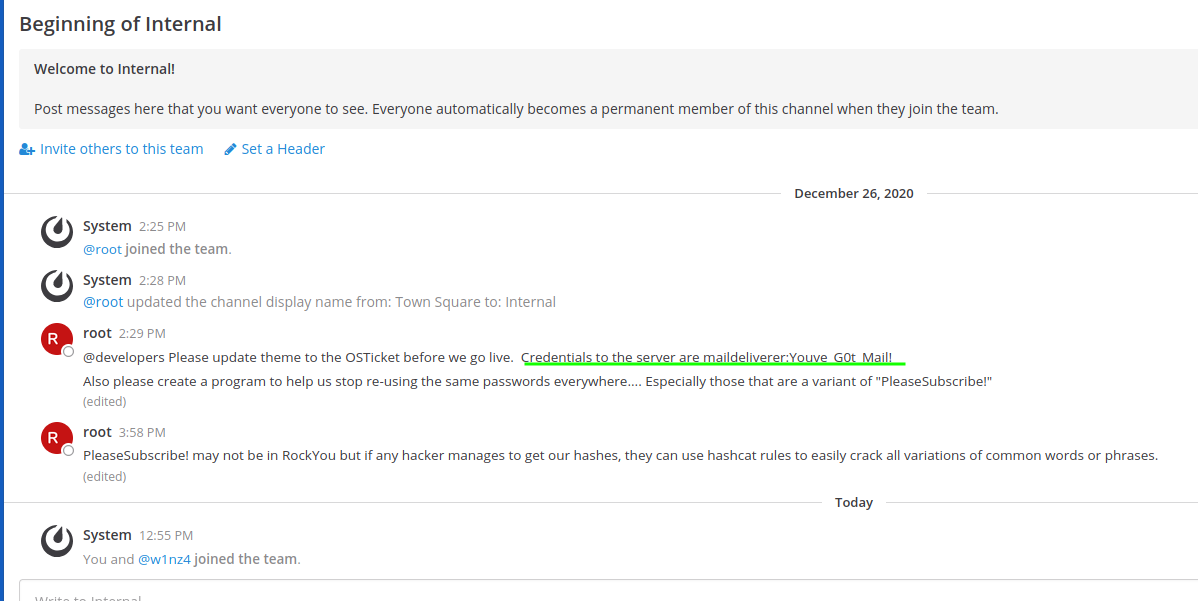 Beginning of Internal
Welcome to Internal!
Post messages here that you want everyone to see. Everyone automatically becomes a permanent member of this channel when they join the team.
Invite others to this team Set a Header
December 26, 2020
System 2:25 PM
@root joined the team.
System 2:28 PM
@root updated the channel display name from: Town Square to: Internal
R root 2:29 PM
@developers Please update theme to the OSTicket before we go live. Credentials to the server are maildeliverer:Youve_G0t_Mail!
Also please create a program to help us stop re-using the same passwords everywhere.... Especially those that are a variant of "PleaseSubscribe!"
(edited)
R root 3:58 PM
PleaseSubscribe! may not be in RockYou but if any hacker manages to get our hashes, they can use hashcat rules to easily crack all variations of common words or phrases.
(edited)
Today
System 12:55 PM
You and @w1nz4 joined the team.
Write to Internal